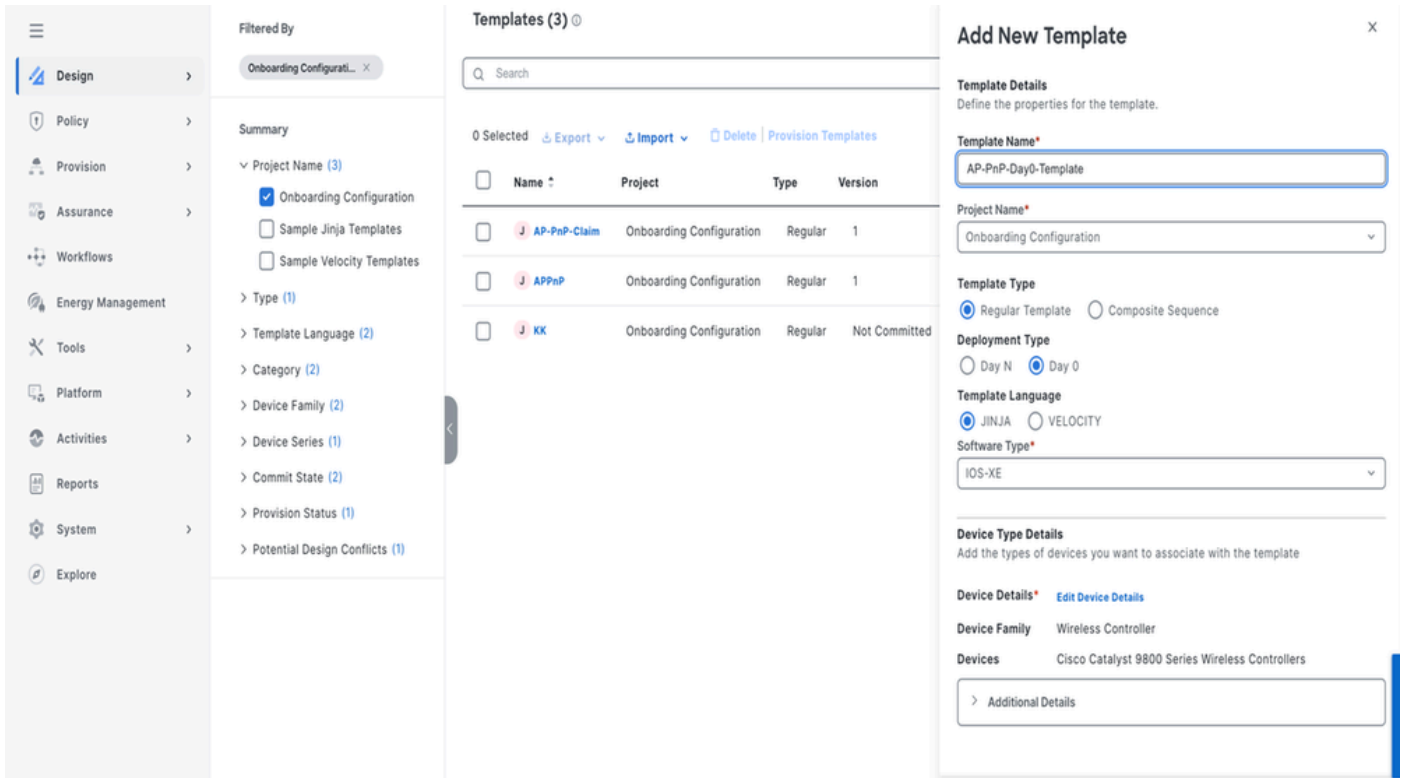 Design
Policy
Provision
Assurance
Workflows
Energy Management
Tools
Platform
Activities
Reports
System
Explore
Filtered By
Onboarding Configurati...
Summary
Project Name (3)
Onboarding Configuration
Sample Jinja Templates
Sample Velocity Templates
Type (1)
Template Language (2)
Category (2)
Device Family (2)
Device Series (1)
Commit State (2)
Provision Status (1)
Potential Design Conflicts (1)
Templates (3)
Search
0 Selected Export Import Delete Provision Templates
Name Project Type Version
J AP-PnP-Claim Onboarding Configuration Regular 1
J APPnP Onboarding Configuration Regular 1
J KK Onboarding Configuration Regular Not Committed
Add New Template
Template Details
Define the properties for the template.
Template Name*
AP-PnP-Day0-Template
Project Name*
Onboarding Configuration
Template Type
Regular Template Composite Sequence
Deployment Type
Day N Day 0
Template Language
JINJA VELOCITY
Software Type*
IOS-XE
Device Type Details
Add the types of devices you want to associate with the template
Device Details* Edit Device Details
Device Family Wireless Controller
Devices Cisco Catalyst 9800 Series Wireless Controllers
Additional Details